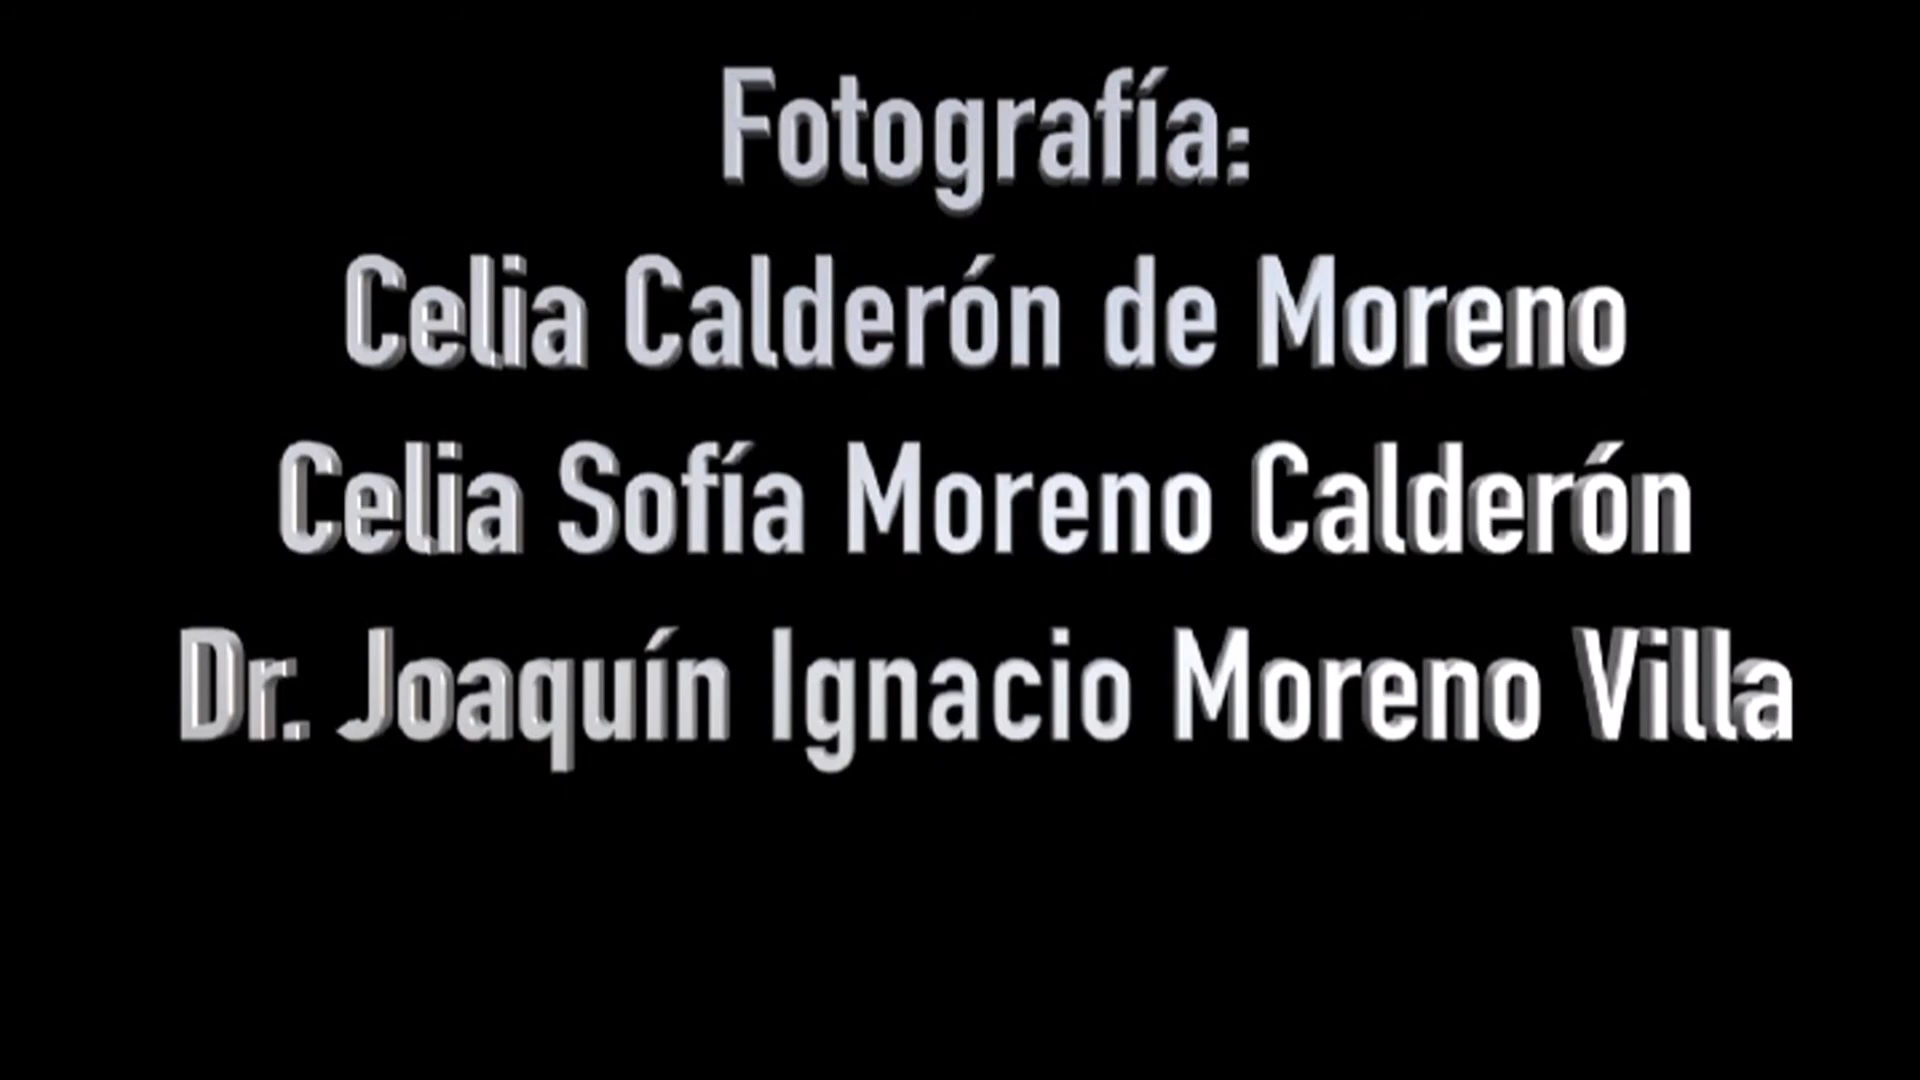 Fotografía:
Celia Calderón de Moreno
Celia Sofía Moreno Calderón
Dr. Joaquín Ignacio Moreno Villa